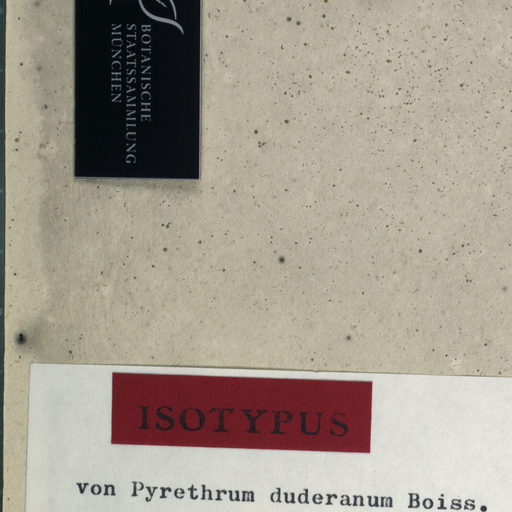 BOTANISCHE
STAATSSAMMLUNG
MÜNCHEN
ISOTYPUS
von Pyrethrum duderanum Boiss.